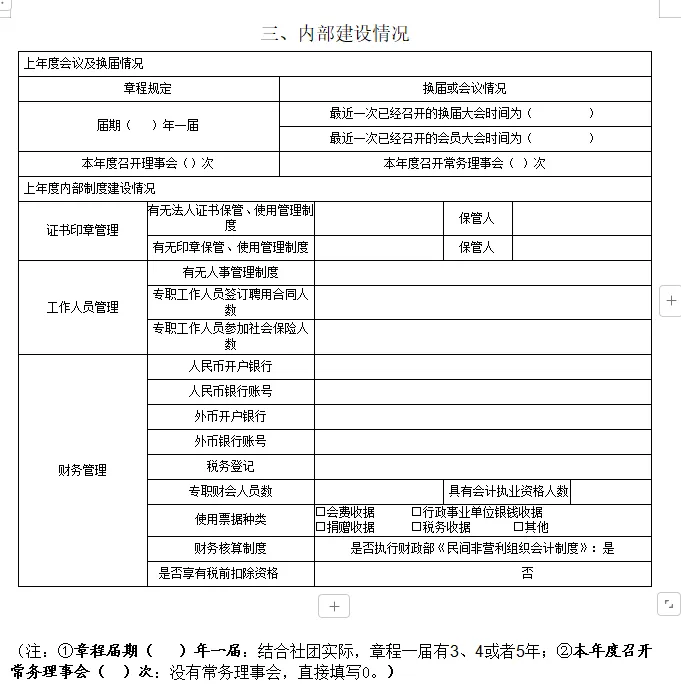 三、内部建设情况
上年度会议及换届情况
章程规定 换届或会议情况
届期（ ）年一届 最近一次已经召开的换届大会时间为（ ）
最近一次已经召开的会员大会时间为（ ）
本年度召开理事会（）次 本年度召开常务理事会（ ）次
上年度内部制度建设情况
证书印章管理 有无法人证书保管、使用管理制
度 保管人
有无印章保管、使用管理制度 保管人
工作人员管理 有无人事管理制度
专职工作人员签订聘用合同人
数
专职工作人员参加社会保险人
数
财务管理 人民币开户银行
人民币银行账号
外币开户银行
外币银行账号
税务登记
专职财会人员数 具有会计执业资格人数
使用票据种类 □会费收据 □行政事业单位银钱收据
□捐赠收据 □税务收据 □其他
财务核算制度 是否执行财政部《民间非营利组织会计制度》：是
是否享有税前扣除资格 否
（注：①章程届期（ ）年一届：结合社团实际，章程一届有3、4或者5年；②本年度召开
常务理事会（ ）次：没有常务理事会，直接填写0。）